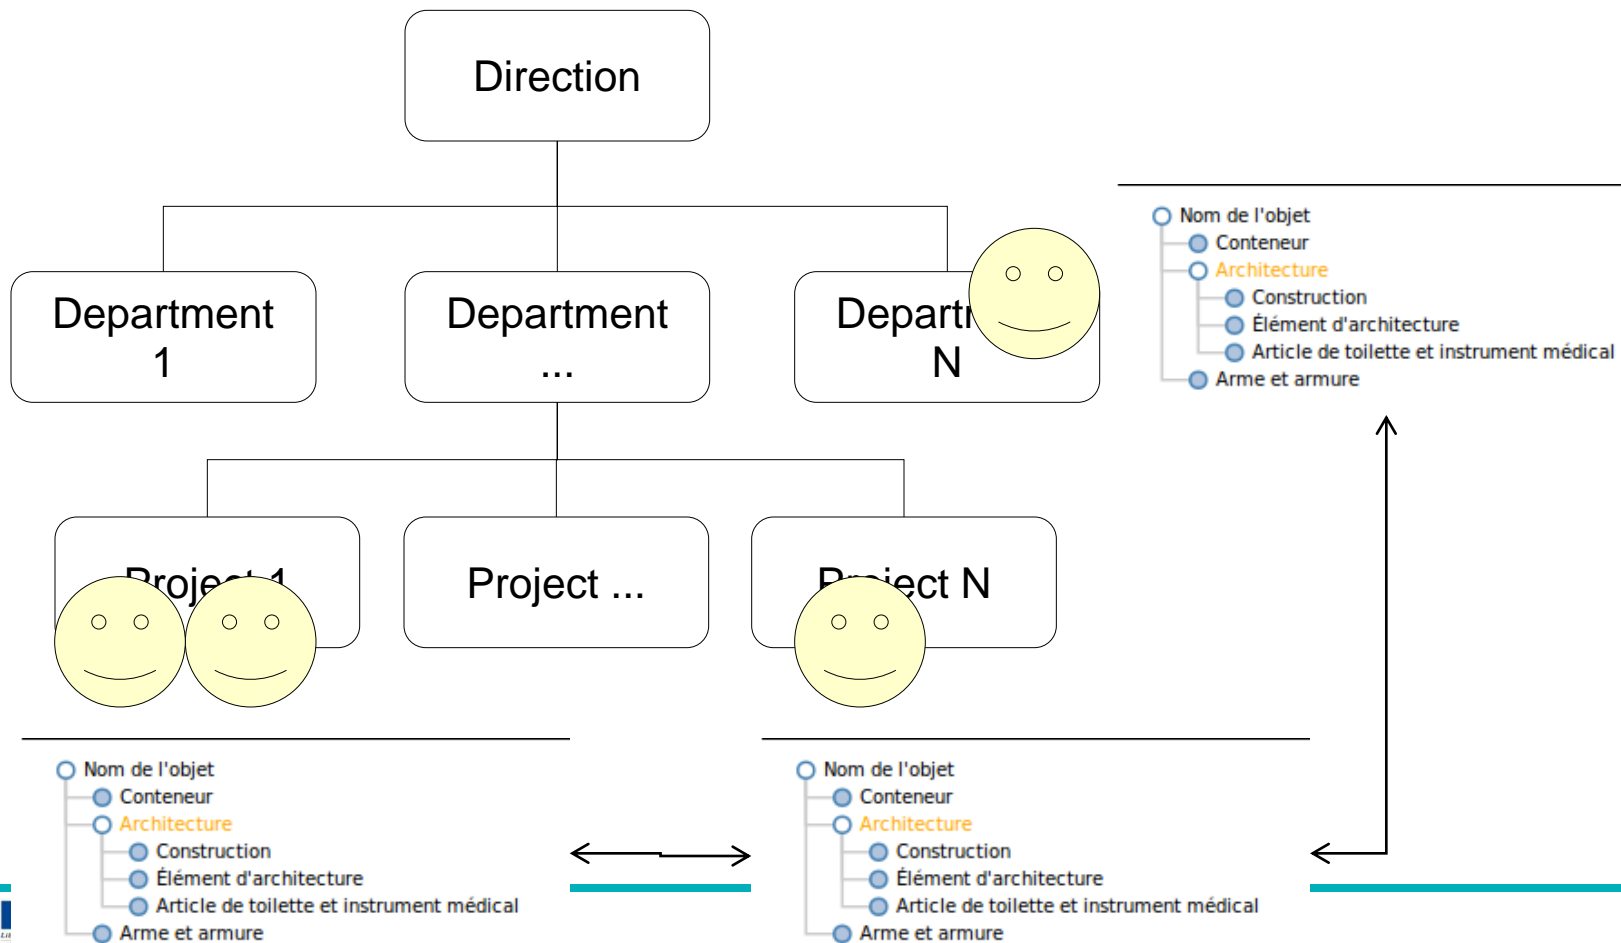 Direction
Department
1
Department
...
N
Project ...
Project N
Nom de l'objet
Conteneur
Architecture
Construction
Élément d'architecture
Article de toilette et instrument médical
Arme et armure
Nom de l'objet
Conteneur
Architecture
Construction
Élément d'architecture
Article de toilette et instrument médical
Arme et armure
Nom de l'objet
Conteneur
Architecture
Construction
Élément d'architecture
Article de toilette et instrument médical
Arme et armure